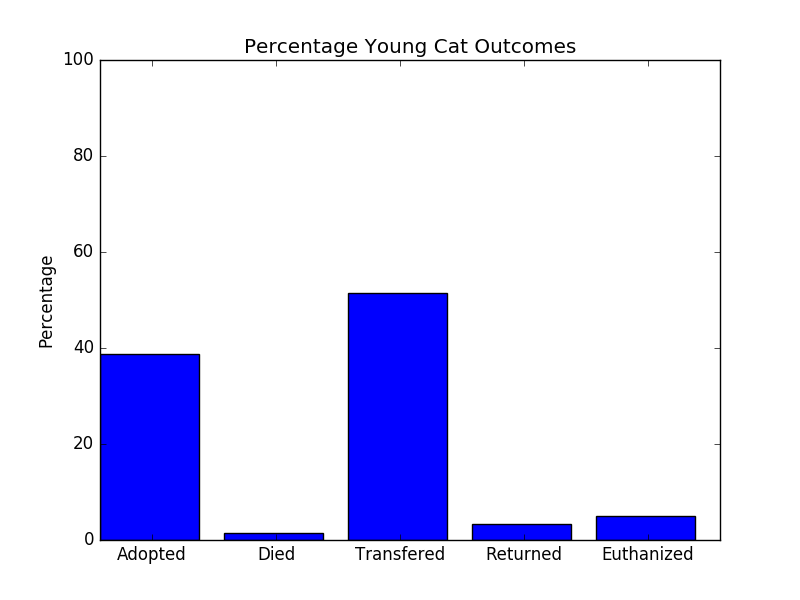 Percentage Young Cat Outcomes
Percentage
100
80
60
40
20
0
Adopted Died Transfered Returned Euthanized